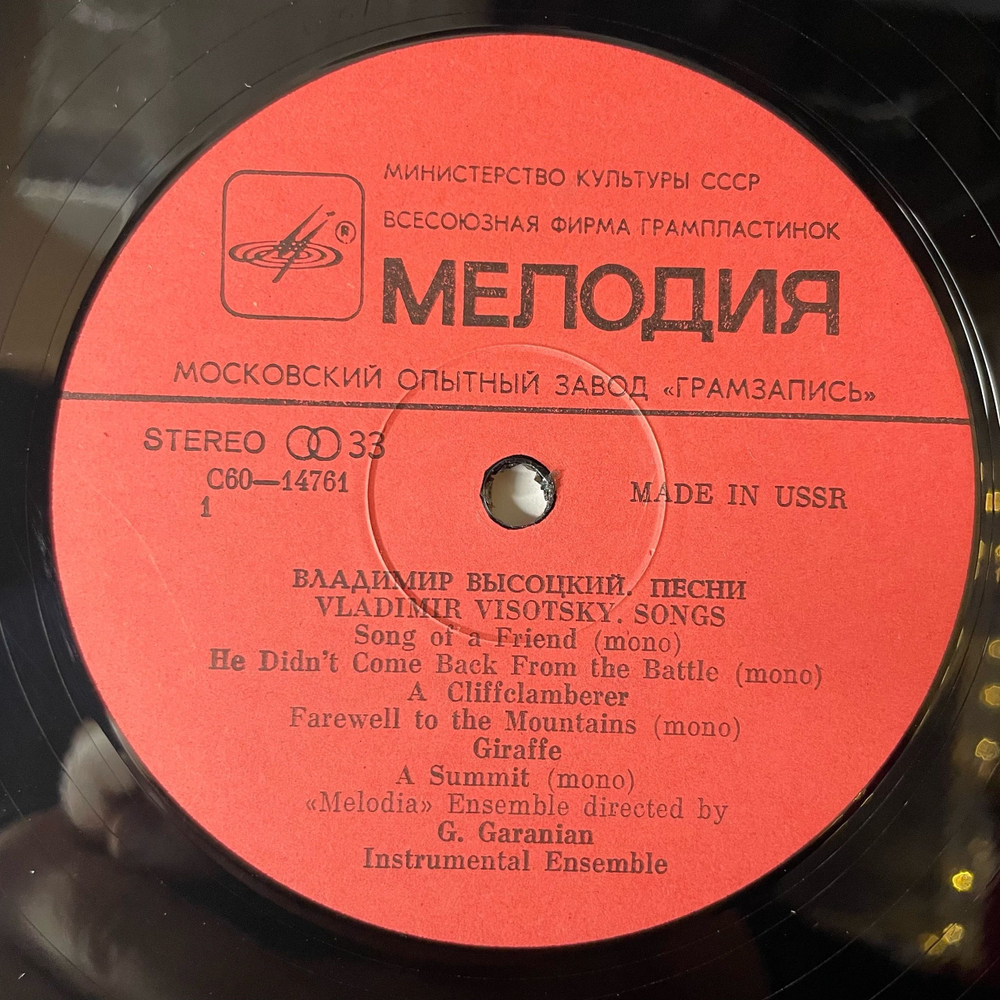 МИНИСТЕРСТВО КУЛЬТУРЫ СССР
ВСЕСОЮЗНАЯ ФИРМА ГРАМПЛАСТИНОК
®
МЕЛОДИЯ
МОСКОВСКИЙ ОПЫТНЫЙ ЗАВОД «ГРАМЗАПИСЬ»
STEREO 33
С60—14761
MADE IN USSR
1
ВЛАДИМИР ВЫСОЦКИЙ. ПЕСНИ
VLADIMIR VISOTSKY. SONGS
Song of a Friend (mono)
He Didn't Come Back From the Battle (mono)
A Cliffclamberer
Farewell to the Mountains (mono)
Giraffe
A Summit (mono)
«Melodia» Ensemble directed by
G. Garanian
Instrumental Ensemble